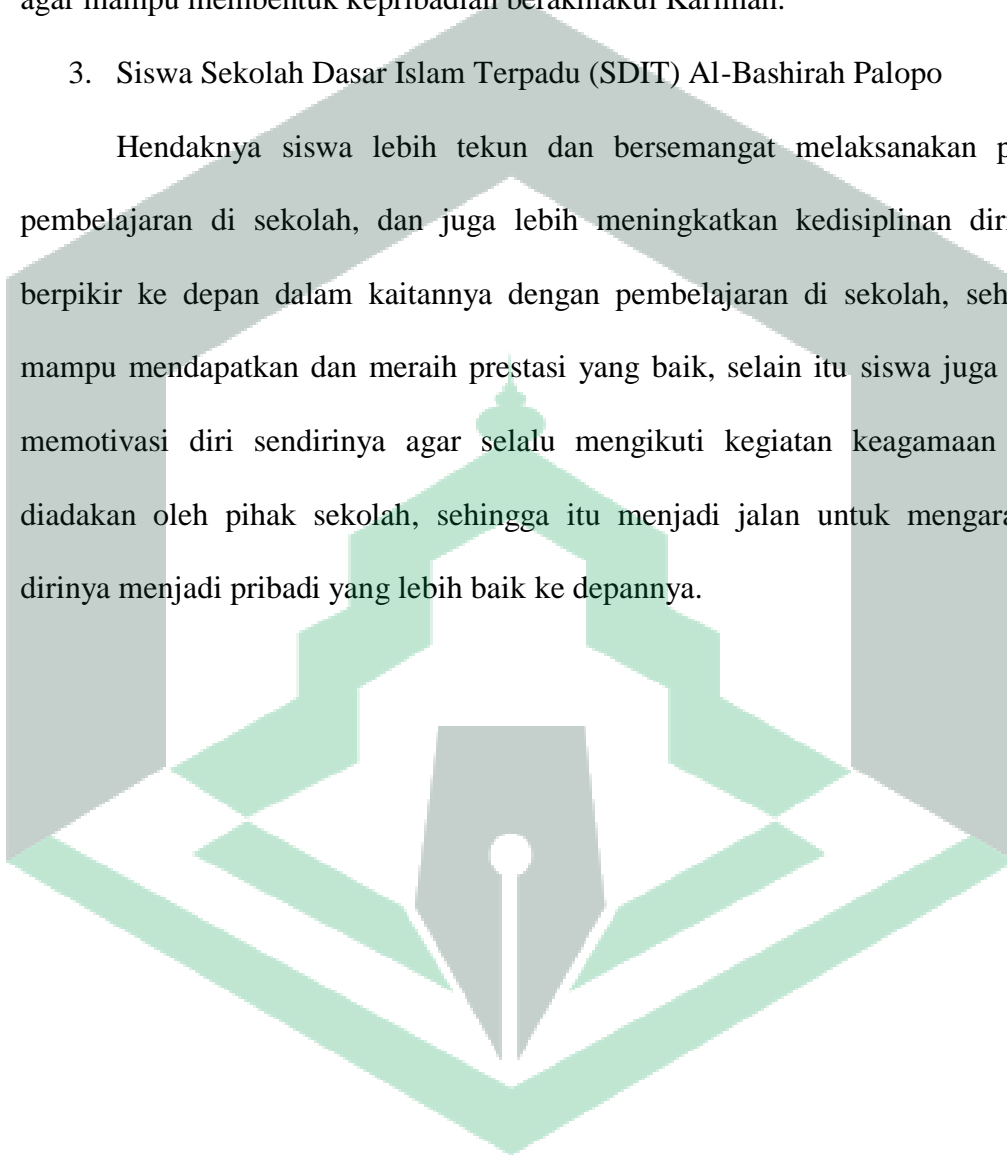 agar mampu membentuk kepribadian berakhlakul Karimah.
3. Siswa Sekolah Dasar Islam Terpadu (SDIT) Al-Bashirah Palopo
Hendaknya siswa lebih tekun dan bersemangat melaksanakan
pembelajaran di sekolah, dan juga lebih meningkatkan kedisiplinan
berpikir ke depan dalam kaitannya dengan pembelajaran di sekolah,
mampu mendapatkan dan meraih prestasi yang baik, selain itu siswa juga
memotivasi diri sendirinya agar selalu mengikuti kegiatan keagamaan
diadakan oleh pihak sekolah, sehingga itu menjadi jalan untuk
dirinya menjadi pribadi yang lebih baik ke depannya.